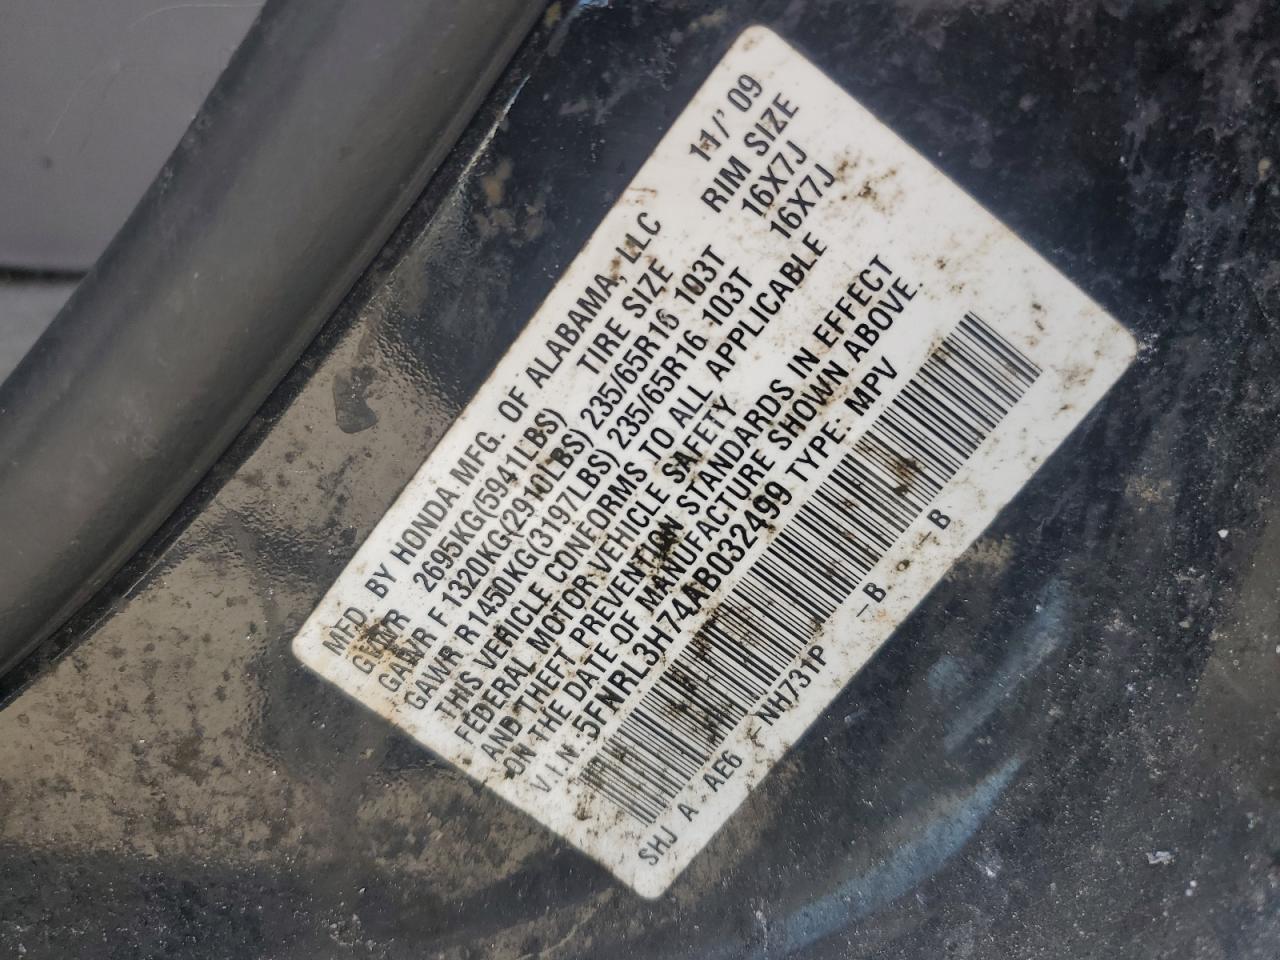 MFD. BY HONDA MFG. OF ALABAMA, LLC 11/'09
GVWR 2695KG(5941LBS) TIRE SIZE RIM SIZE
GAWR F 1320KG(2910LBS) 235/65R16 103T 16X7J
GAWR R 1450KG(3197LBS) 235/65R16 103T 16X7J
THIS VEHICLE CONFORMS TO ALL APPLICABLE
FEDERAL MOTOR VEHICLE SAFETY
AND THEFT PREVENTION STANDARDS IN EFFECT
ON THE DATE OF MANUFACTURE SHOWN ABOVE.
V.I.N. 5FNRL3H74AB032499 TYPE: MPV
SHJ A AE6 - NH731P - B - B